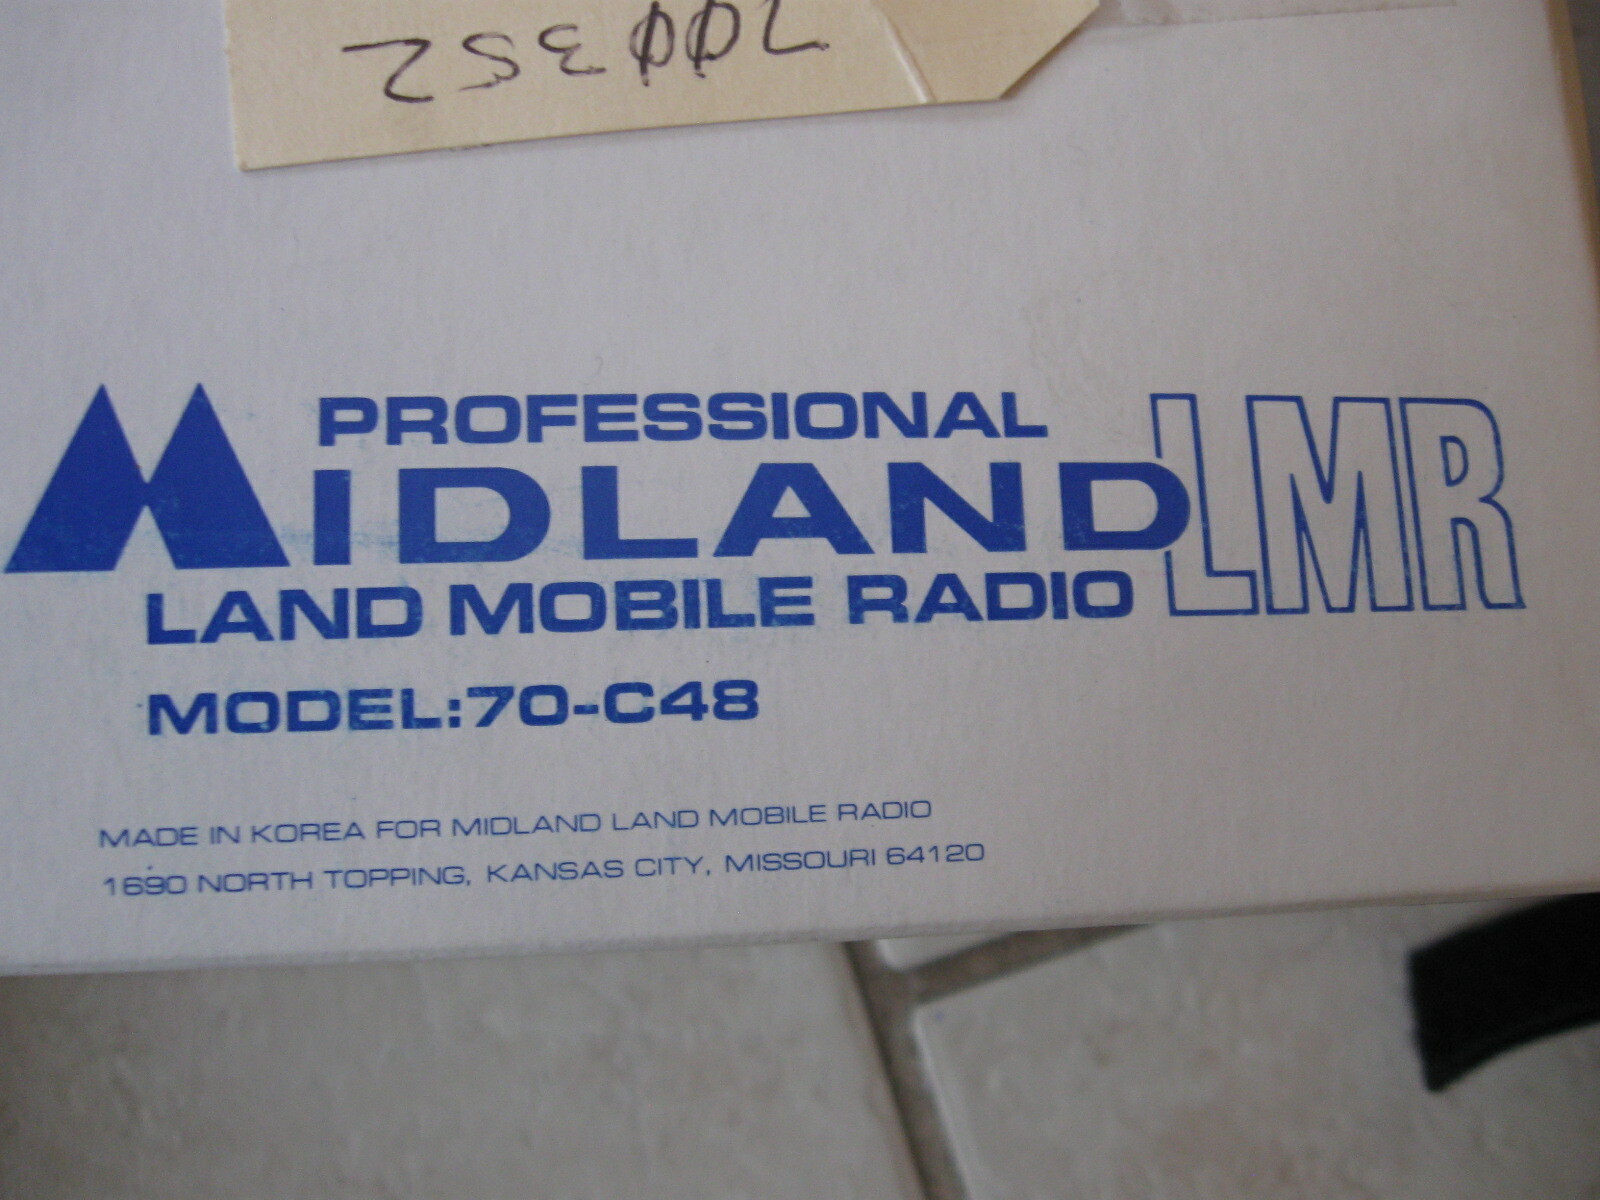 700352
PROFESSIONAL
MIDLAND LMR
LAND MOBILE RADIO
MODEL:70-C48
MADE IN KOREA FOR MIDLAND LAND MOBILE RADIO
1690 NORTH TOPPING, KANSAS CITY, MISSOURI 64120